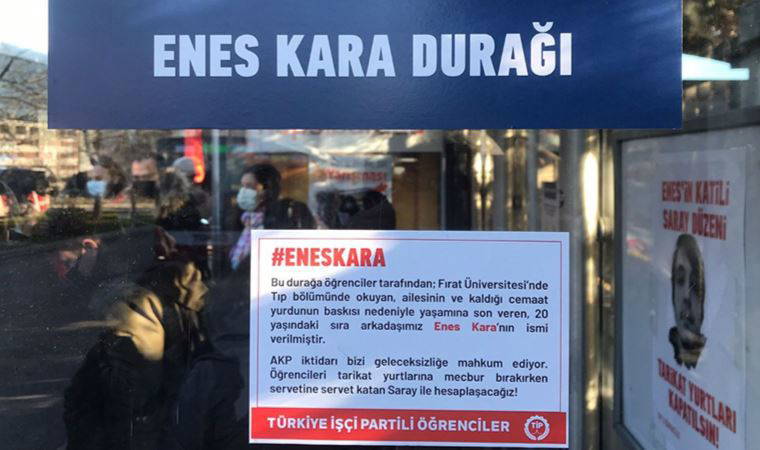 ENES KARA DURAĞI
#ENESKARA
Bu durağa öğrenciler tarafından; Fırat Üniversitesi'nde
Tıp bölümünde okuyan, ailesinin ve kaldığı cemaat
yurdunun baskısı nedeniyle yaşamına son veren, 20
yaşındaki sıra arkadaşımız Enes Kara'nın ismi
verilmiştir.
AKP iktidarı bizi geleceksizliğe mahkum ediyor.
Öğrencileri tarikat yurtlarına mecbur bırakırken
servetine servet katan Saray ile hesaplaşacağız!
TÜRKİYE İŞÇİ PARTİLİ ÖĞRENCİLER
TİP
ENES'İN KATİLİ
SARAY DÜZENİ
TARİKAT YURTLARI
KAPATILSIN!